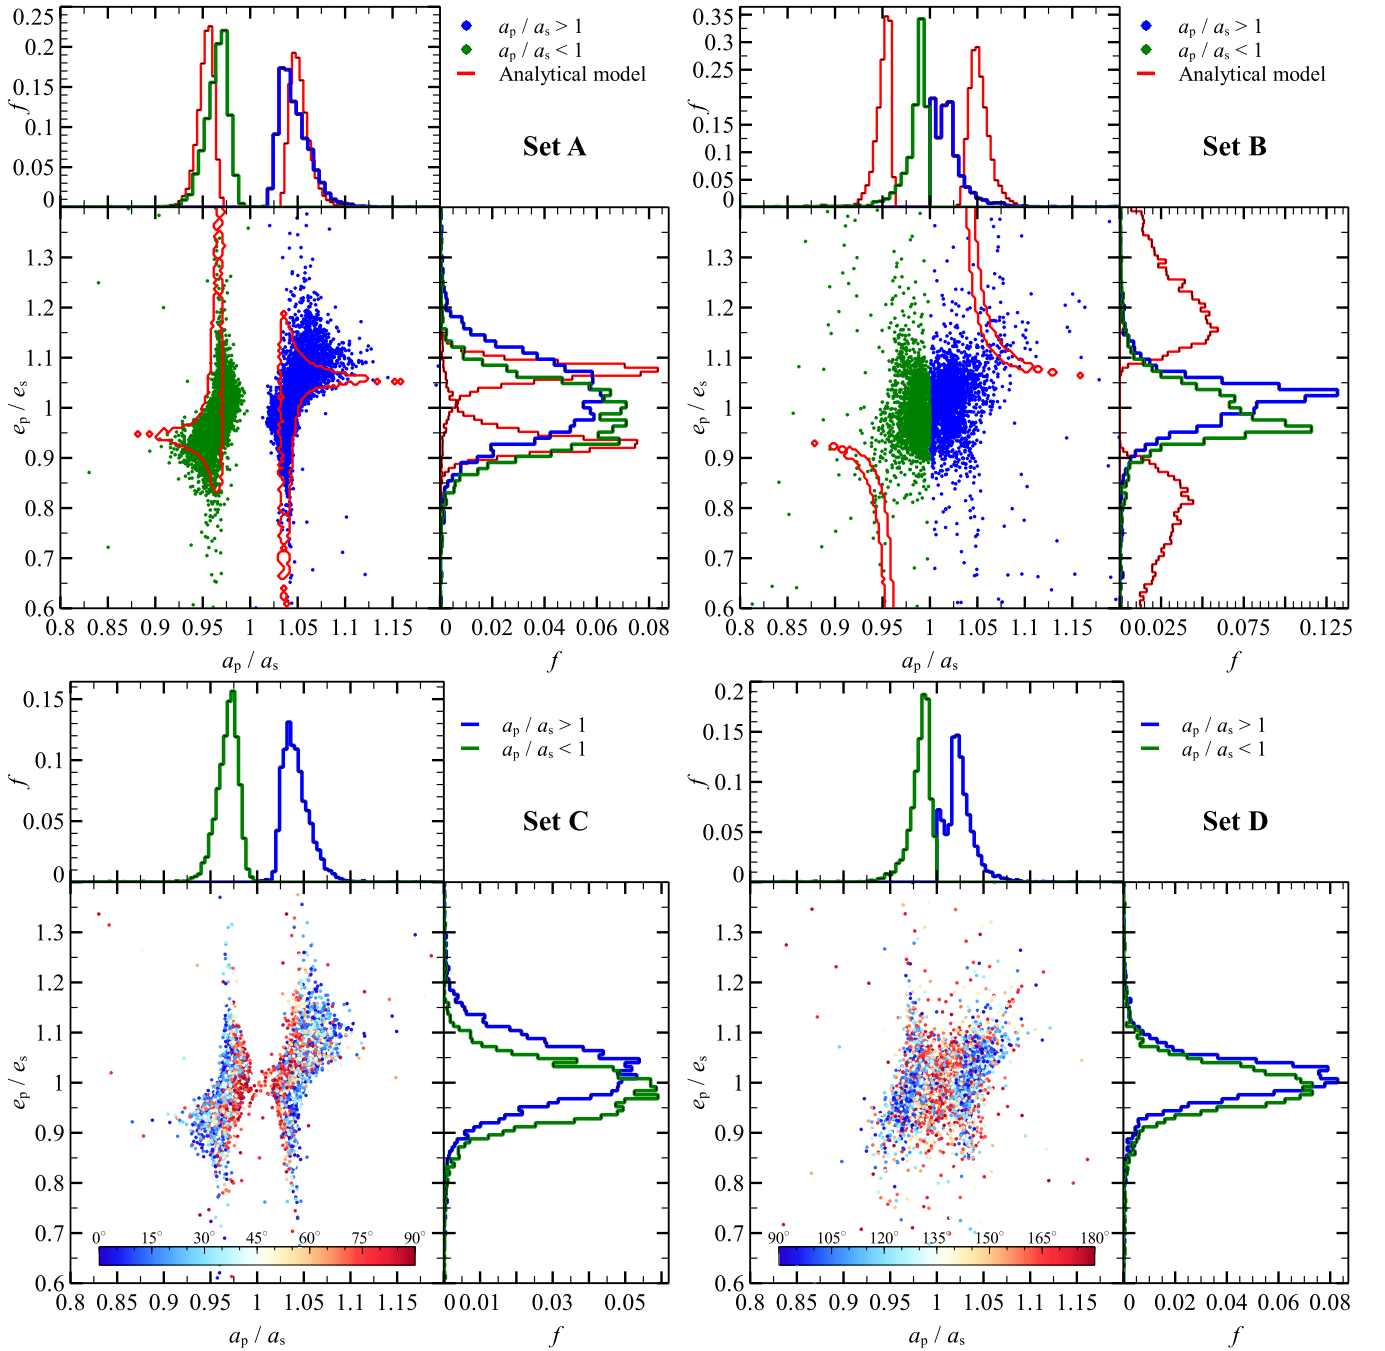 0.25
0.2
0.15
0.1
0.05
0
f
a_p / a_s > 1
a_p / a_s < 1
Analytical model
Set A
1.3
1.2
1.1
1
0.9
0.8
0.7
0.6
e_p / e_s
0.8 0.85 0.9 0.95 1 1.05 1.1 1.15
a_p / a_s
0 0.02 0.04 0.06 0.08
f
0.35
0.3
0.25
0.2
0.15
0.1
0.05
0
f
a_p / a_s > 1
a_p / a_s < 1
Analytical model
Set B
1.3
1.2
1.1
1
0.9
0.8
0.7
0.6
e_p / e_s
0.8 0.85 0.9 0.95 1 1.05 1.1 1.15
a_p / a_s
0 0.025 0.075 0.125
f
0.15
0.1
0.05
0
f
a_p / a_s > 1
a_p / a_s < 1
Set C
1.3
1.2
1.1
1
0.9
0.8
0.7
0.6
e_p / e_s
0° 15° 30° 45° 60° 75° 90°
0.8 0.85 0.9 0.95 1 1.05 1.1 1.15
a_p / a_s
0 0.01 0.03 0.05
f
0.2
0.15
0.1
0.05
0
f
a_p / a_s > 1
a_p / a_s < 1
Set D
1.3
1.2
1.1
1
0.9
0.8
0.7
0.6
e_p / e_s
90° 105° 120° 135° 150° 165° 180°
0.8 0.85 0.9 0.95 1 1.05 1.1 1.15
a_p / a_s
0 0.02 0.04 0.06 0.08
f